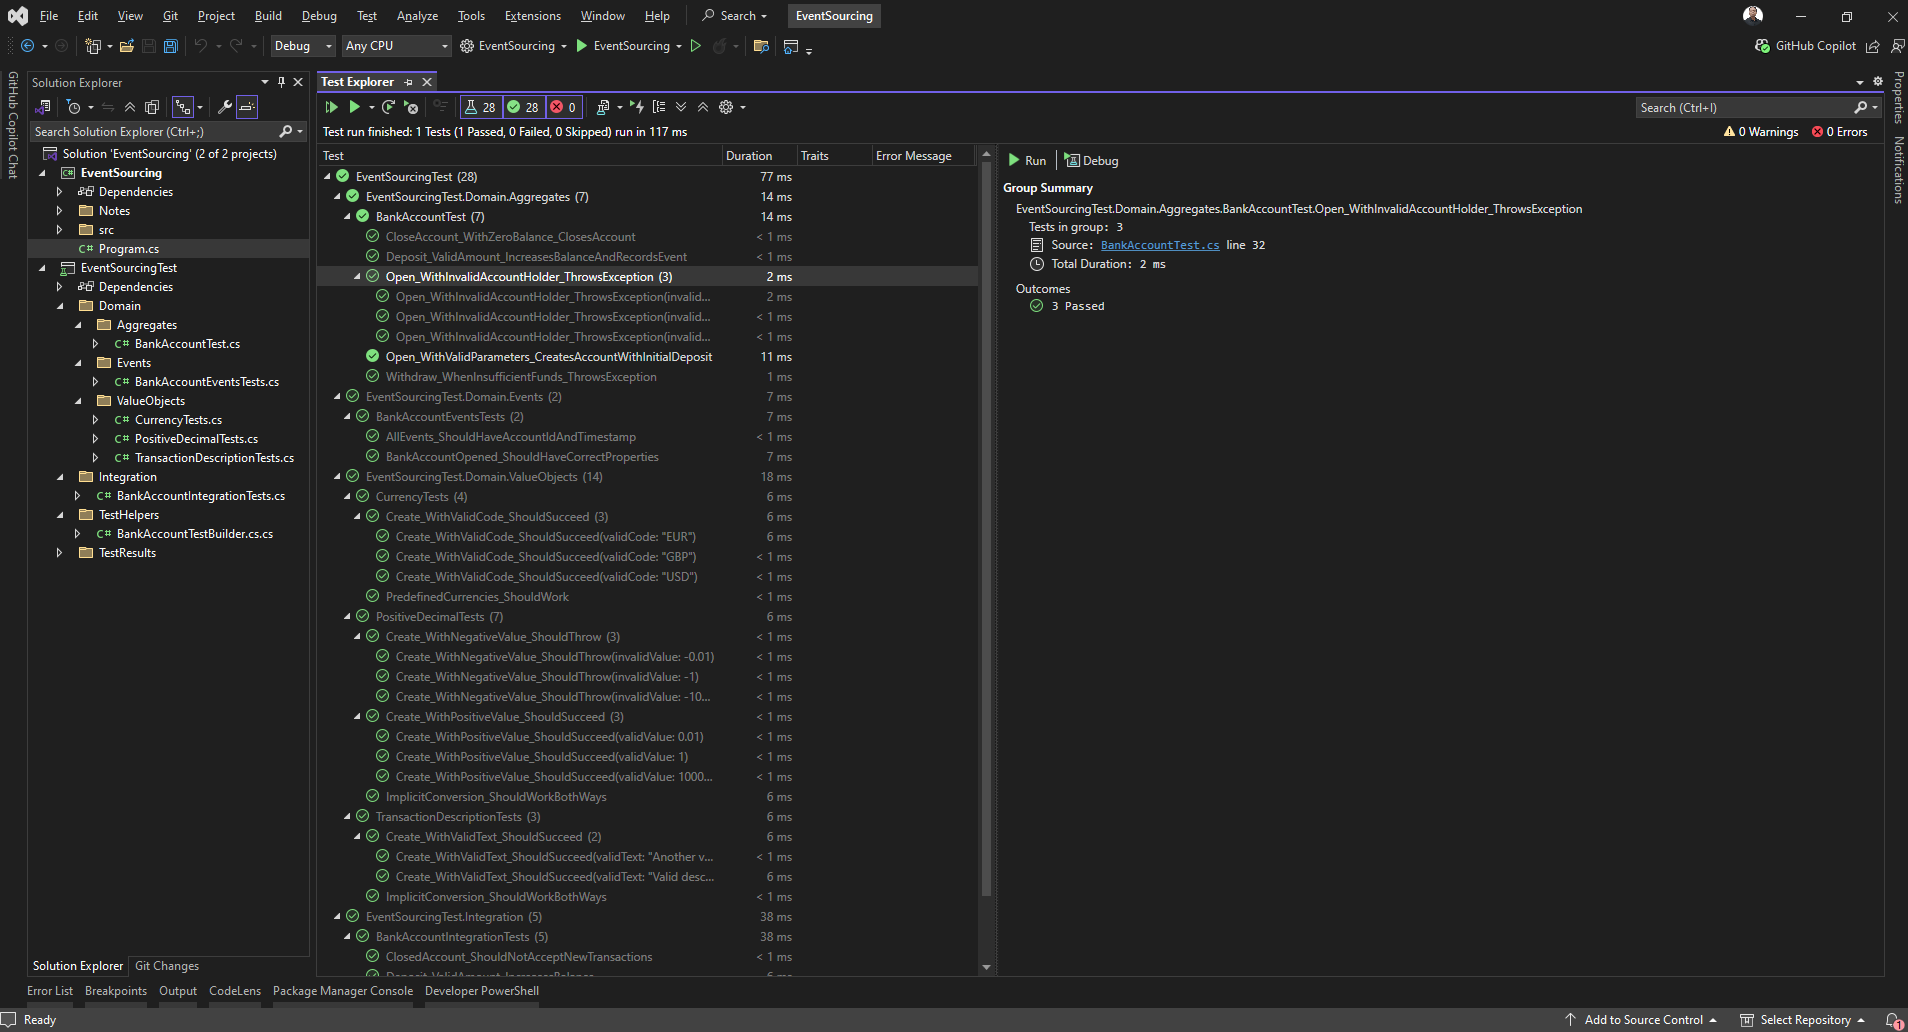 File Edit View Git Project Build Debug Test Analyze Tools Extensions Window Help Search EventSourcing
Debug Any CPU EventSourcing EventSourcing GitHub Copilot
GitHub Copilot Chat
Solution Explorer
Search Solution Explorer (Ctrl+;)
Solution 'EventSourcing' (2 of 2 projects)
C# EventSourcing
Dependencies
Notes
src
C# Program.cs
EventSourcingTest
Dependencies
Domain
Aggregates
C# BankAccountTest.cs
Events
C# BankAccountEventsTests.cs
ValueObjects
C# CurrencyTests.cs
C# PositiveDecimalTests.cs
C# TransactionDescriptionTests.cs
Integration
C# BankAccountIntegrationTests.cs
TestHelpers
C# BankAccountTestBuilder.cs.cs
TestResults
Solution Explorer Git Changes
Test Explorer
28 28 0
Search (Ctrl+I)
Test run finished: 1 Tests (1 Passed, 0 Failed, 0 Skipped) run in 117 ms
0 Warnings 0 Errors
Test Duration Traits Error Message
EventSourcingTest (28) 77 ms
EventSourcingTest.Domain.Aggregates (7) 14 ms
BankAccountTest (7) 14 ms
CloseAccount_WithZeroBalance_ClosesAccount < 1 ms
Deposit_ValidAmount_IncreasesBalanceAndRecordsEvent < 1 ms
Open_WithInvalidAccountHolder_ThrowsException (3) 2 ms
Open_WithInvalidAccountHolder_ThrowsException(invalid... 2 ms
Open_WithInvalidAccountHolder_ThrowsException(invalid... < 1 ms
Open_WithInvalidAccountHolder_ThrowsException(invalid... < 1 ms
Open_WithValidParameters_CreatesAccountWithInitialDeposit 11 ms
Withdraw_WhenInsufficientFunds_ThrowsException 1 ms
EventSourcingTest.Domain.Events (2) 7 ms
BankAccountEventsTests (2) 7 ms
AllEvents_ShouldHaveAccountIdAndTimestamp < 1 ms
BankAccountOpened_ShouldHaveCorrectProperties 7 ms
EventSourcingTest.Domain.ValueObjects (14) 18 ms
CurrencyTests (4) 6 ms
Create_WithValidCode_ShouldSucceed (3) 6 ms
Create_WithValidCode_ShouldSucceed(validCode: "EUR") 6 ms
Create_WithValidCode_ShouldSucceed(validCode: "GBP") < 1 ms
Create_WithValidCode_ShouldSucceed(validCode: "USD") < 1 ms
PredefinedCurrencies_ShouldWork < 1 ms
PositiveDecimalTests (7) 6 ms
Create_WithNegativeValue_ShouldThrow (3) < 1 ms
Create_WithNegativeValue_ShouldThrow(invalidValue: -0.01) < 1 ms
Create_WithNegativeValue_ShouldThrow(invalidValue: -1) < 1 ms
Create_WithNegativeValue_ShouldThrow(invalidValue: -10... < 1 ms
Create_WithPositiveValue_ShouldSucceed (3) < 1 ms
Create_WithPositiveValue_ShouldSucceed(validValue: 0.01) < 1 ms
Create_WithPositiveValue_ShouldSucceed(validValue: 1) < 1 ms
Create_WithPositiveValue_ShouldSucceed(validValue: 1000... < 1 ms
ImplicitConversion_ShouldWorkBothWays 6 ms
TransactionDescriptionTests (3) 6 ms
Create_WithValidText_ShouldSucceed (2) 6 ms
Create_WithValidText_ShouldSucceed(validText: "Another v... < 1 ms
Create_WithValidText_ShouldSucceed(validText: "Valid desc... 6 ms
ImplicitConversion_ShouldWorkBothWays < 1 ms
EventSourcingTest.Integration (5) 38 ms
BankAccountIntegrationTests (5) 38 ms
ClosedAccount_ShouldNotAcceptNewTransactions < 1 ms
Deposit_ValidAmount_IncreasesBalance 6 ms
Run Debug
Group Summary
EventSourcingTest.Domain.Aggregates.BankAccountTest.Open_WithInvalidAccountHolder_ThrowsException
Tests in group: 3
Source: BankAccountTest.cs line 32
Total Duration: 2 ms
Outcomes
3 Passed
Properties
Notifications
Error List Breakpoints Output CodeLens Package Manager Console Developer PowerShell
Ready Add to Source Control Select Repository 1